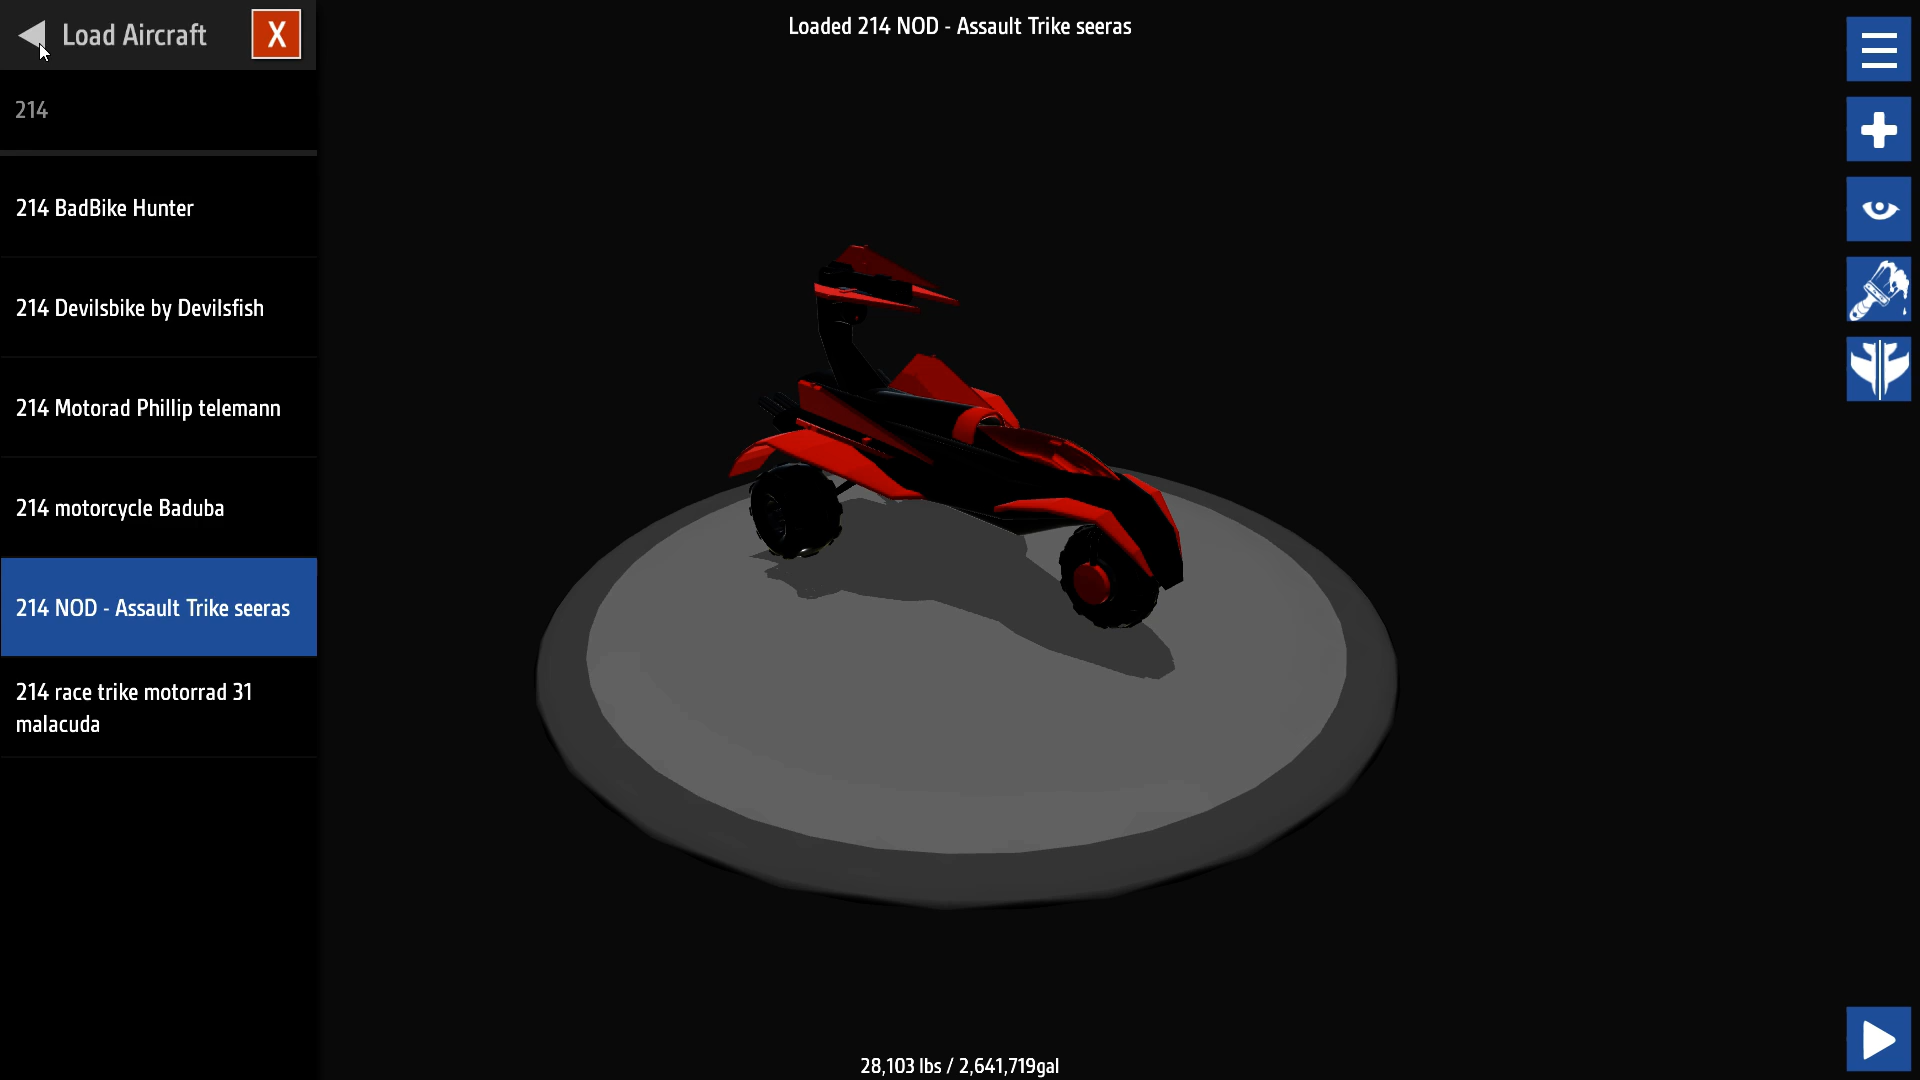 Load Aircraft
X
Loaded 214 NOD - Assault Trike seeras
214
214 BadBike Hunter
214 Devilsbike by Devilsfish
214 Motorad Phillip telemann
214 motorcycle Baduba
214 NOD - Assault Trike seeras
214 race trike motorrad 31
malacuda
28,103 lbs / 2,641,719gal